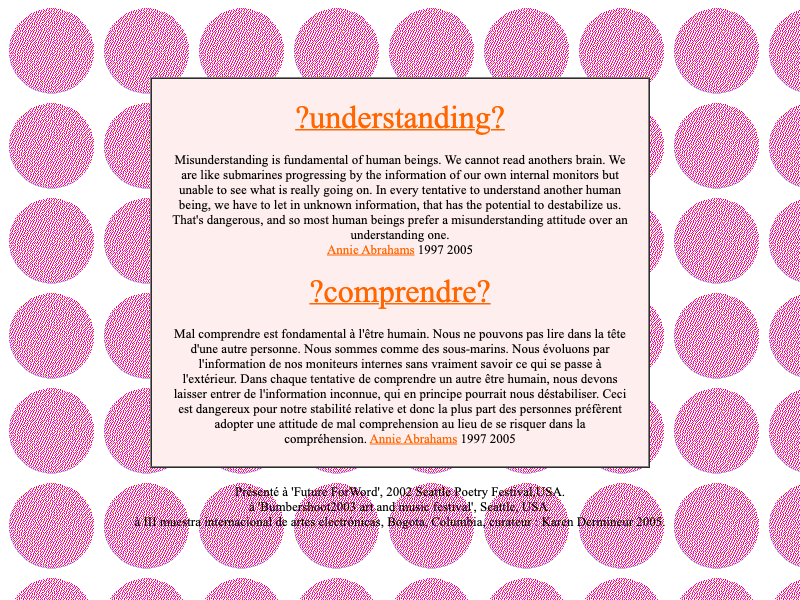 ?understanding?
Misunderstanding is fundamental of human beings. We cannot read anothers brain. We
are like submarines progressing by the information of our own internal monitors but
unable to see what is really going on. In every tentative to understand another human
being, we have to let in unknown information, that has the potential to destabilize us.
That's dangerous, and so most human beings prefer a misunderstanding attitude over an
understanding one.
Annie Abrahams 1997 2005
?comprendre?
Mal comprendre est fondamental à l'être humain. Nous ne pouvons pas lire dans la tête
d'une autre personne. Nous sommes comme des sous-marins. Nous évoluons par
l'information de nos moniteurs internes sans vraiment savoir ce qui se passe à
l'extérieur. Dans chaque tentative de comprendre un autre être humain, nous devons
laisser entrer de l'information inconnue, qui en principe pourrait nous déstabiliser. Ceci
est dangereux pour notre stabilité relative et donc la plus part des personnes préfèrent
adopter une attitude de mal comprehension au lieu de se risquer dans la
compréhension. Annie Abrahams 1997 2005
Présenté à 'Future ForWord', 2002 Seattle Poetry Festival,USA.
à 'Bumbershoot2003 art and music festival', Seattle, USA.
à III muestra internacional de artes electronicas, Bogota, Columbia, curateur : Karen Dermineur 2005